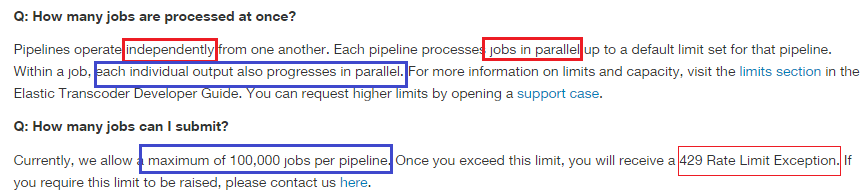 Q: How many jobs are processed at once?
Pipelines operate independently from one another. Each pipeline processes jobs in parallel up to a default limit set for that pipeline.
Within a job, each individual output also progresses in parallel. For more information on limits and capacity, visit the limits section in the
Elastic Transcoder Developer Guide. You can request higher limits by opening a support case.
Q: How many jobs can I submit?
Currently, we allow a maximum of 100,000 jobs per pipeline. Once you exceed this limit, you will receive a 429 Rate Limit Exception. If
you require this limit to be raised, please contact us here.